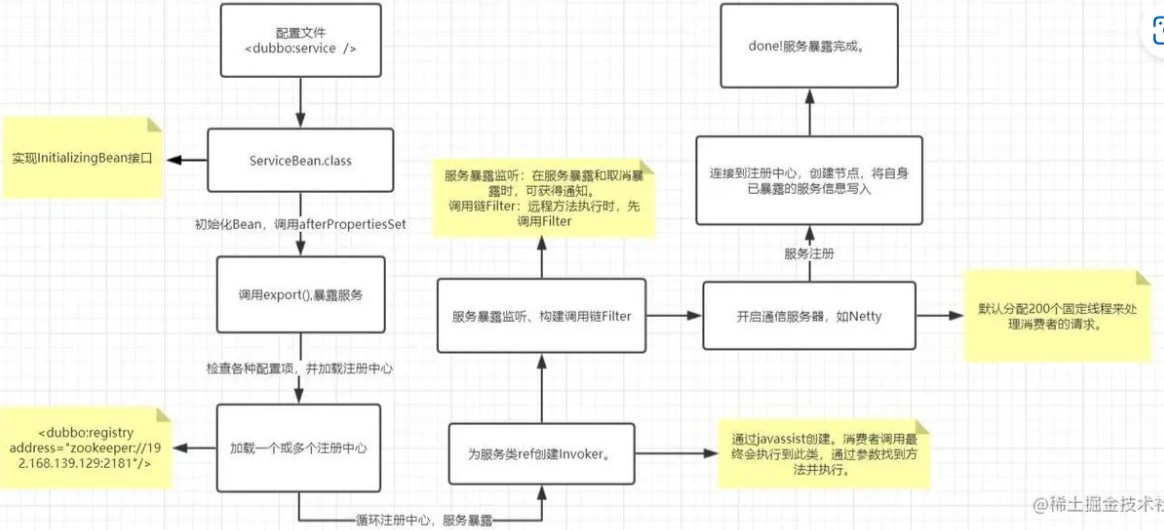 配置文件
<dubbo:service />
ServiceBean.class
实现InitializingBean接口
初始化Bean，调用afterPropertiesSet
调用export(),暴露服务
检查各种配置项，并加载注册中心
加载一个或多个注册中心
<dubbo:registry
address="zookeeper://19
2.168.139.129:2181"/>
循环注册中心，服务暴露
为服务类ref创建Invoker。
通过javassist创建。消费者调用最
终会执行到此类，通过参数找到方
法并执行。
服务暴露监听、构建调用链Filter
服务暴露监听：在服务暴露和取消暴
露时，可获得通知。
调用链Filter：远程方法执行时，先
调用Filter
开启通信服务器，如Netty
默认分配200个固定线程来处
理消费者的请求。
服务注册
连接到注册中心，创建节点，将自身
已暴露的服务信息写入
done!服务暴露完成。
@稀土掘金技术社